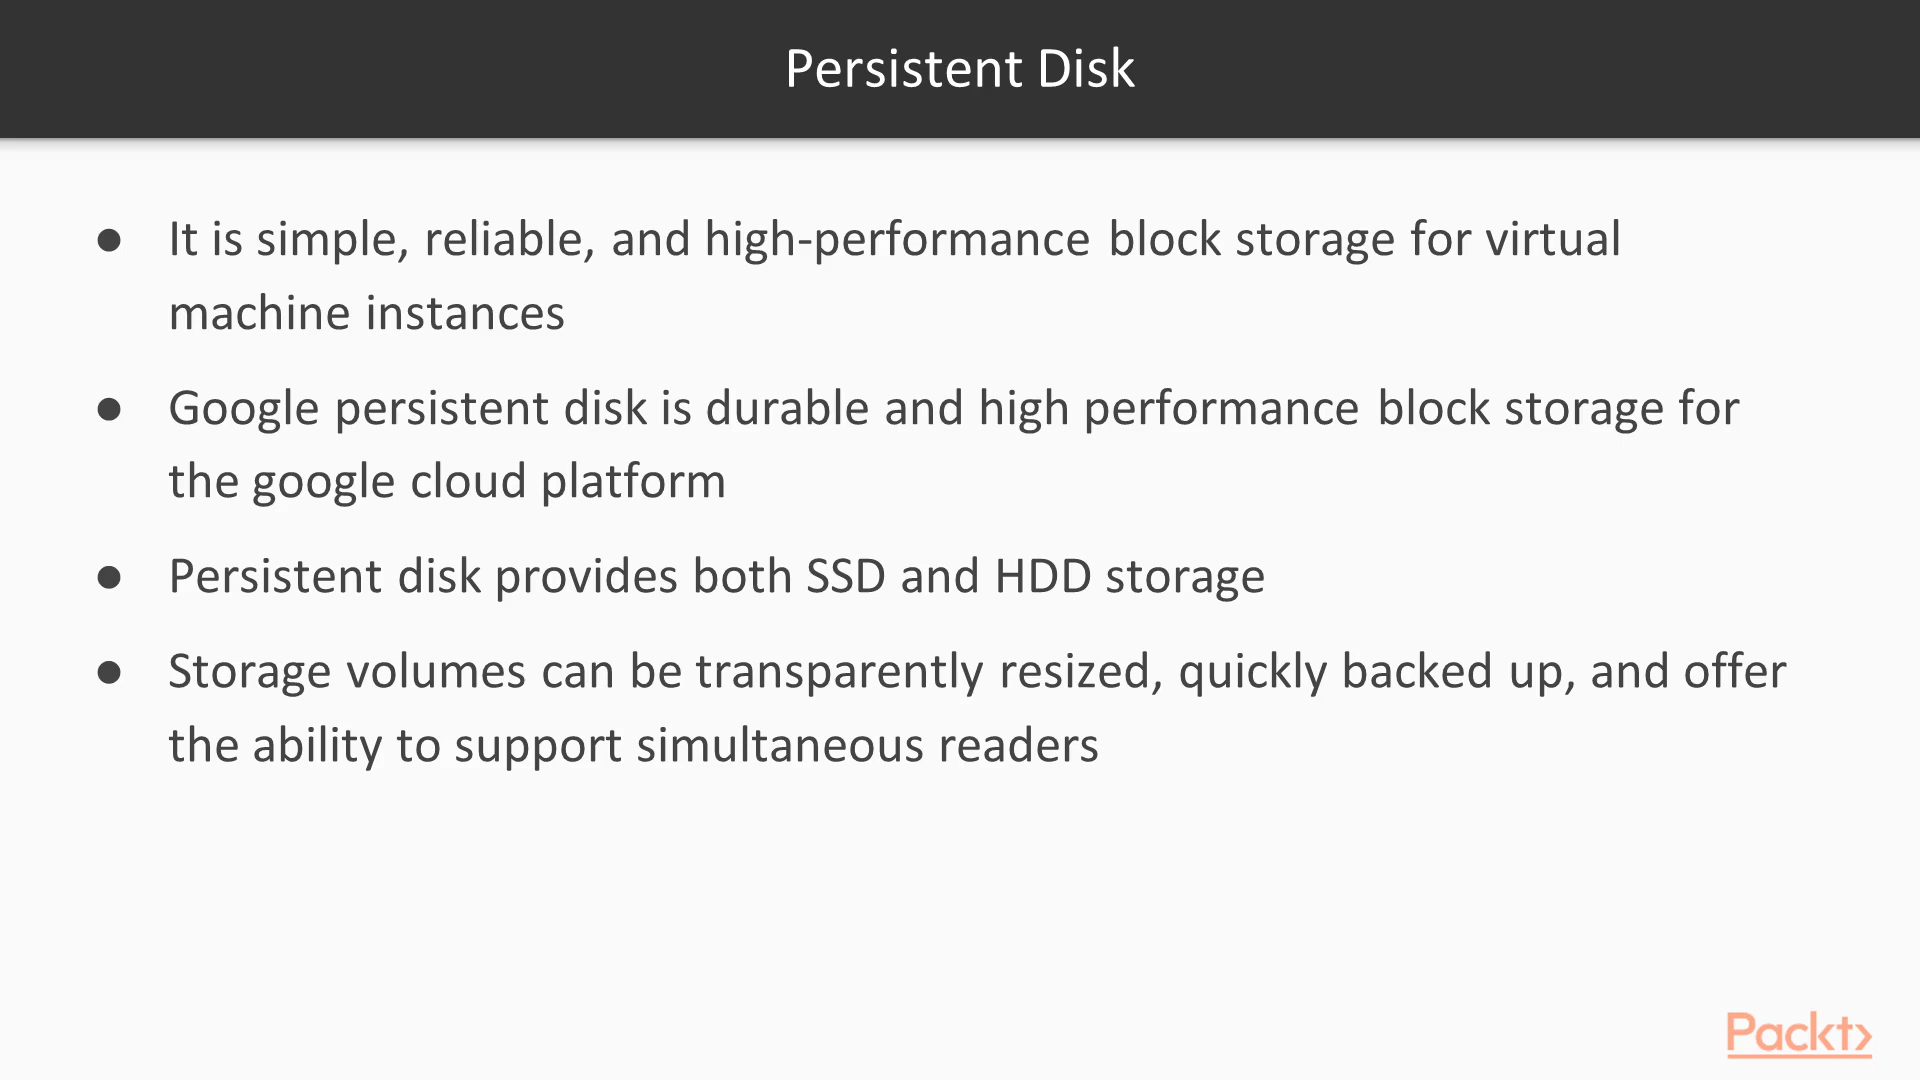 Persistent Disk
● It is simple, reliable, and high-performance block storage for virtual
machine instances
● Google persistent disk is durable and high performance block storage for
the google cloud platform
● Persistent disk provides both SSD and HDD storage
● Storage volumes can be transparently resized, quickly backed up, and offer
the ability to support simultaneous readers
Packt